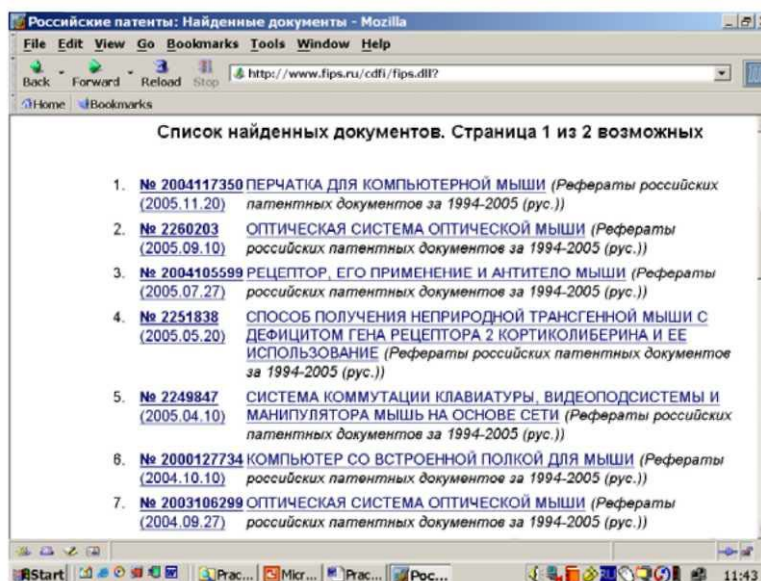 Российские патенты: Найденные документы - Mozilla
File Edit View Go Bookmarks Tools Window Help
Back Forward Reload Stop http://www.fips.ru/cdfi/fips.dll?
Home Bookmarks
Список найденных документов. Страница 1 из 2 возможных
1. № 2004117350 ПЕРЧАТКА ДЛЯ КОМПЬЮТЕРНОЙ МЫШИ (Рефераты российских
(2005.11.20) патентных документов за 1994-2005 (рус.))
2. № 2260203 ОПТИЧЕСКАЯ СИСТЕМА ОПТИЧЕСКОЙ МЫШИ (Рефераты
(2005.09.10) российских патентных документов за 1994-2005 (рус.))
3. № 2004105599 РЕЦЕПТОР, ЕГО ПРИМЕНЕНИЕ И АНТИТЕЛО МЫШИ (Рефераты
(2005.07.27) российских патентных документов за 1994-2005 (рус.))
4. № 2251838 СПОСОБ ПОЛУЧЕНИЯ НЕПРИРОДНОЙ ТРАНСГЕННОЙ МЫШИ С
(2005.05.20) ДЕФИЦИТОМ ГЕНА РЕЦЕПТОРА 2 КОРТИКОЛИБЕРИНА И ЕЕ
ИСПОЛЬЗОВАНИЕ (Рефераты российских патентных документов
за 1994-2005 (рус.))
5. № 2249847 СИСТЕМА КОММУТАЦИИ КЛАВИАТУРЫ, ВИДЕОПОДСИСТЕМЫ И
(2005.04.10) МАНИПУЛЯТОРА МЫШЬ НА ОСНОВЕ СЕТИ (Рефераты российских
патентных документов за 1994-2005 (рус.))
6. № 2000127734 КОМПЬЮТЕР СО ВСТРОЕННОЙ ПОЛКОЙ ДЛЯ МЫШИ (Рефераты
(2004.10.10) российских патентных документов за 1994-2005 (рус.))
7. № 2003106299 ОПТИЧЕСКАЯ СИСТЕМА ОПТИЧЕСКОЙ МЫШИ (Рефераты
(2004.09.27) российских патентных документов за 1994-2005 (рус.))
Start Prac... Micr... Prac... Рос... RU 11:43